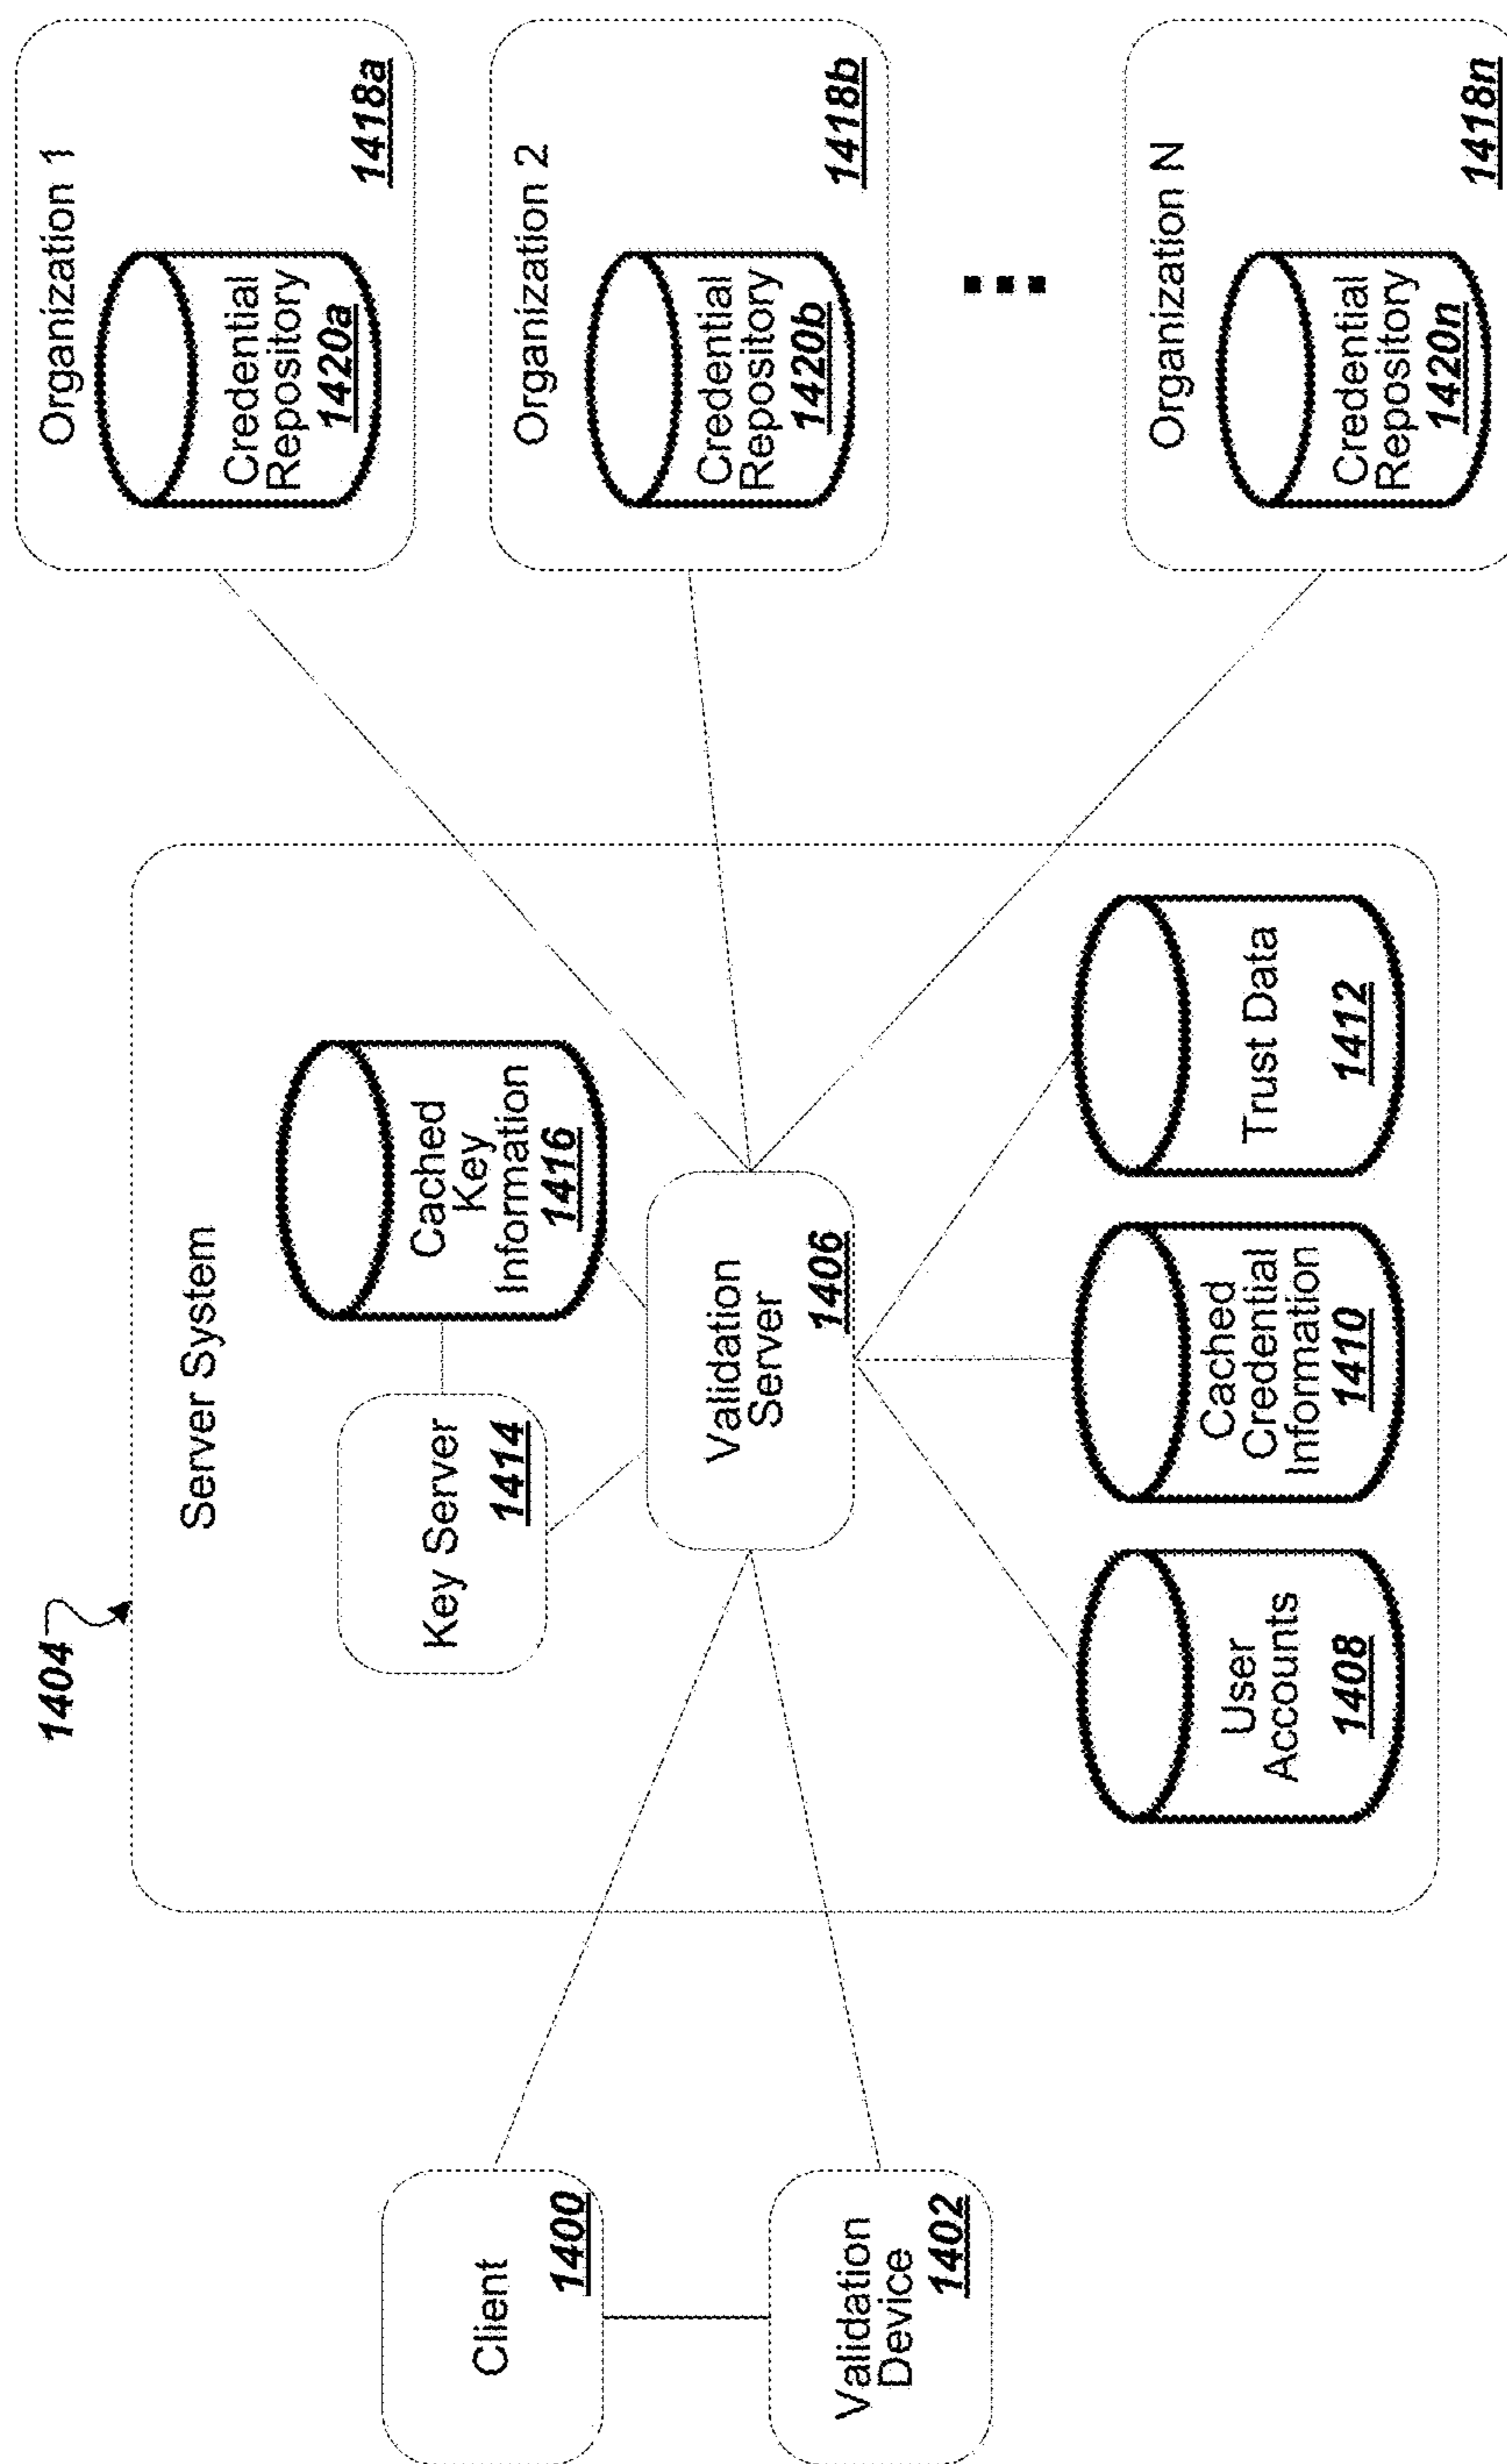 1404
Client
1400
Validation
Device
1402
Server System
Key Server
1414
Cached
Key
Information
1416
Validation
Server
1406
User
Accounts
1408
Cached
Credential
Information
1410
Trust Data
1412
Organization 1
Credential
Repository
1420a
1418a
Organization 2
Credential
Repository
1420b
1418b
Organization N
Credential
Repository
1420n
1418n